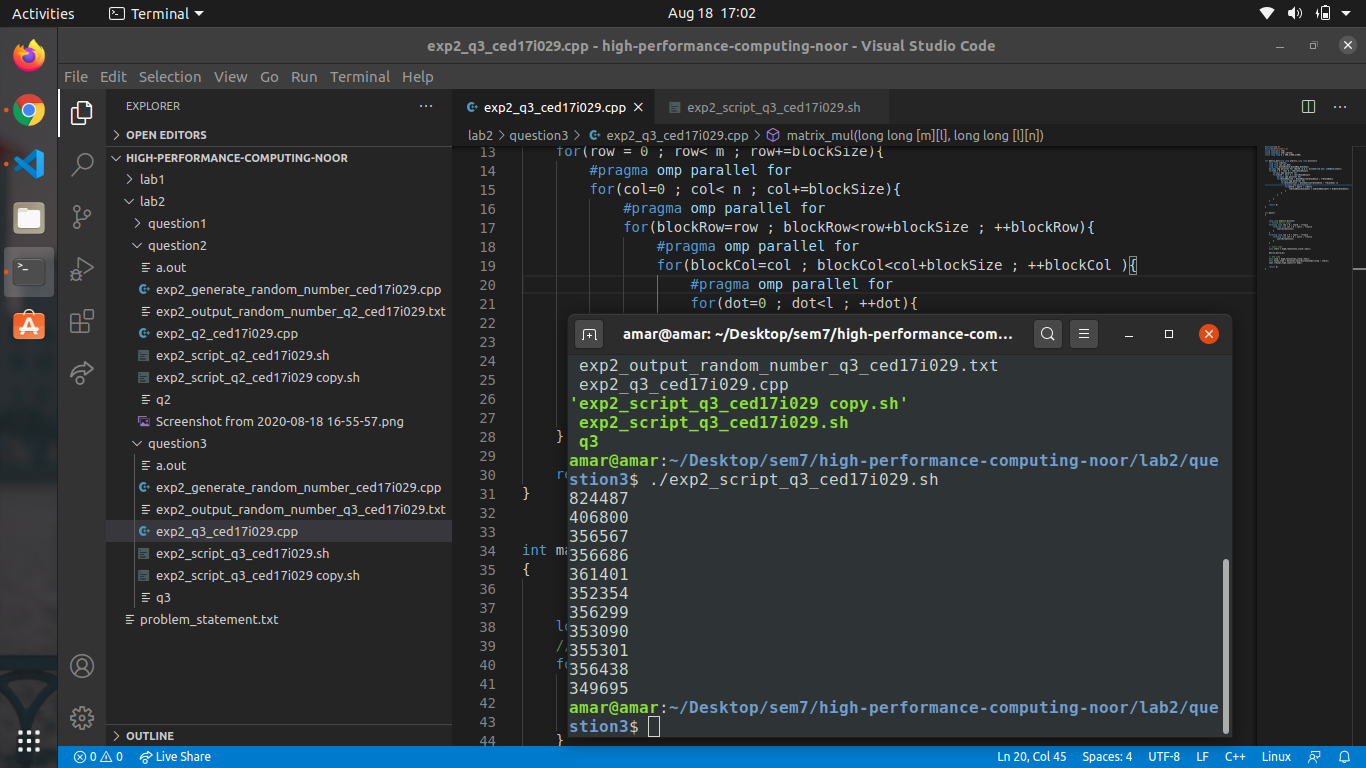 Activities
Terminal
Aug 18 17:02
exp2_q3_ced17i029.cpp - high-performance-computing-noor - Visual Studio Code
File Edit Selection View Go Run Terminal Help
EXPLORER
OPEN EDITORS
HIGH-PERFORMANCE-COMPUTING-NOOR
lab1
lab2
question1
question2
a.out
exp2_generate_random_number_ced17i029.cpp
exp2_output_random_number_q2_ced17i029.txt
exp2_q2_ced17i029.cpp
exp2_script_q2_ced17i029.sh
exp2_script_q2_ced17i029 copy.sh
q2
Screenshot from 2020-08-18 16-55-57.png
question3
a.out
exp2_generate_random_number_ced17i029.cpp
exp2_output_random_number_q3_ced17i029.txt
exp2_q3_ced17i029.cpp
exp2_script_q3_ced17i029.sh
exp2_script_q3_ced17i029 copy.sh
q3
problem_statement.txt
OUTLINE
exp2_q3_ced17i029.cpp
exp2_script_q3_ced17i029.sh
lab2 > question3 > exp2_q3_ced17i029.cpp > matrix_mul(long long [m][l], long long [l][n])
13 for(row = 0 ; row< m ; row+=blockSize){
14 #pragma omp parallel for
15 for(col=0 ; col< n ; col+=blockSize){
16 #pragma omp parallel for
17 for(blockRow=row ; blockRow<row+blockSize ; ++blockRow){
18 #pragma omp parallel for
19 for(blockCol=col ; blockCol<col+blockSize ; ++blockCol ){
20 #pragma omp parallel for
21 for(dot=0 ; dot<l ; ++dot){
22
23
24
25
26
27
28 }
29
30 re
31 }
32
33
34 int ma
35 {
36
37
38 lo
39 //
40 fo
41
42
43
44 }
amar@amar: ~/Desktop/sem7/high-performance-com...
exp2_output_random_number_q3_ced17i029.txt
exp2_q3_ced17i029.cpp
'exp2_script_q3_ced17i029 copy.sh'
exp2_script_q3_ced17i029.sh
q3
amar@amar:~/Desktop/sem7/high-performance-computing-noor/lab2/que
stion3$ ./exp2_script_q3_ced17i029.sh
824487
406800
356567
356686
361401
352354
356299
353090
355301
356438
349695
amar@amar:~/Desktop/sem7/high-performance-computing-noor/lab2/que
stion3$
0 0 Live Share
Ln 20, Col 45 Spaces: 4 UTF-8 LF C++ Linux